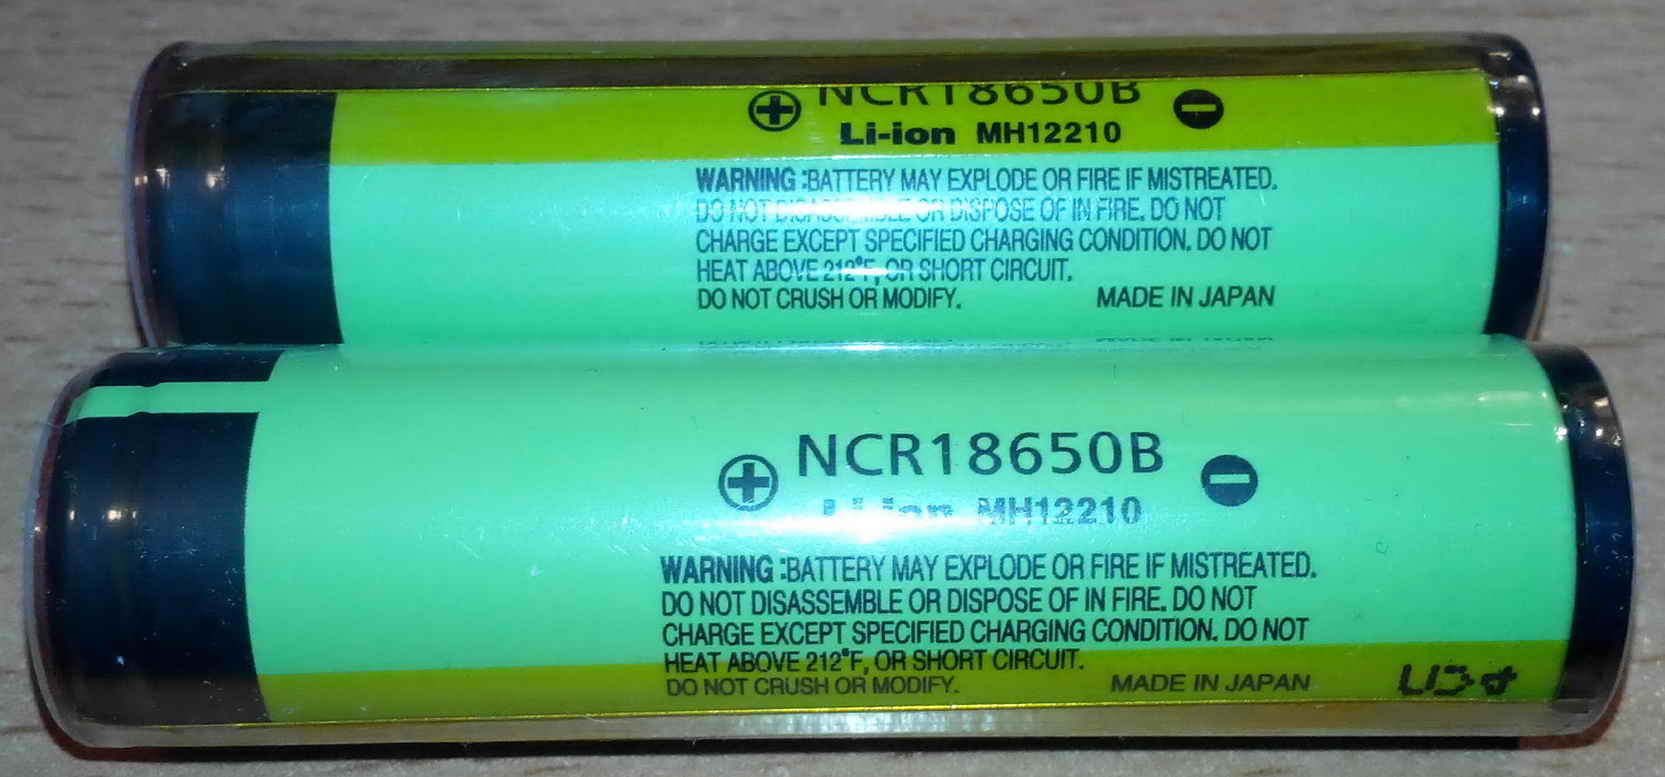 NCR18650B
Li-ion MH12210
WARNING :BATTERY MAY EXPLODE OR FIRE IF MISTREATED.
DO NOT DISASSEMBLE OR DISPOSE OF IN FIRE. DO NOT
CHARGE EXCEPT SPECIFIED CHARGING CONDITION. DO NOT
HEAT ABOVE 212°F, OR SHORT CIRCUIT.
DO NOT CRUSH OR MODIFY. MADE IN JAPAN
NCR18650B
Li-ion MH12210
WARNING :BATTERY MAY EXPLODE OR FIRE IF MISTREATED.
DO NOT DISASSEMBLE OR DISPOSE OF IN FIRE. DO NOT
CHARGE EXCEPT SPECIFIED CHARGING CONDITION. DO NOT
HEAT ABOVE 212°F, OR SHORT CIRCUIT.
DO NOT CRUSH OR MODIFY. MADE IN JAPAN